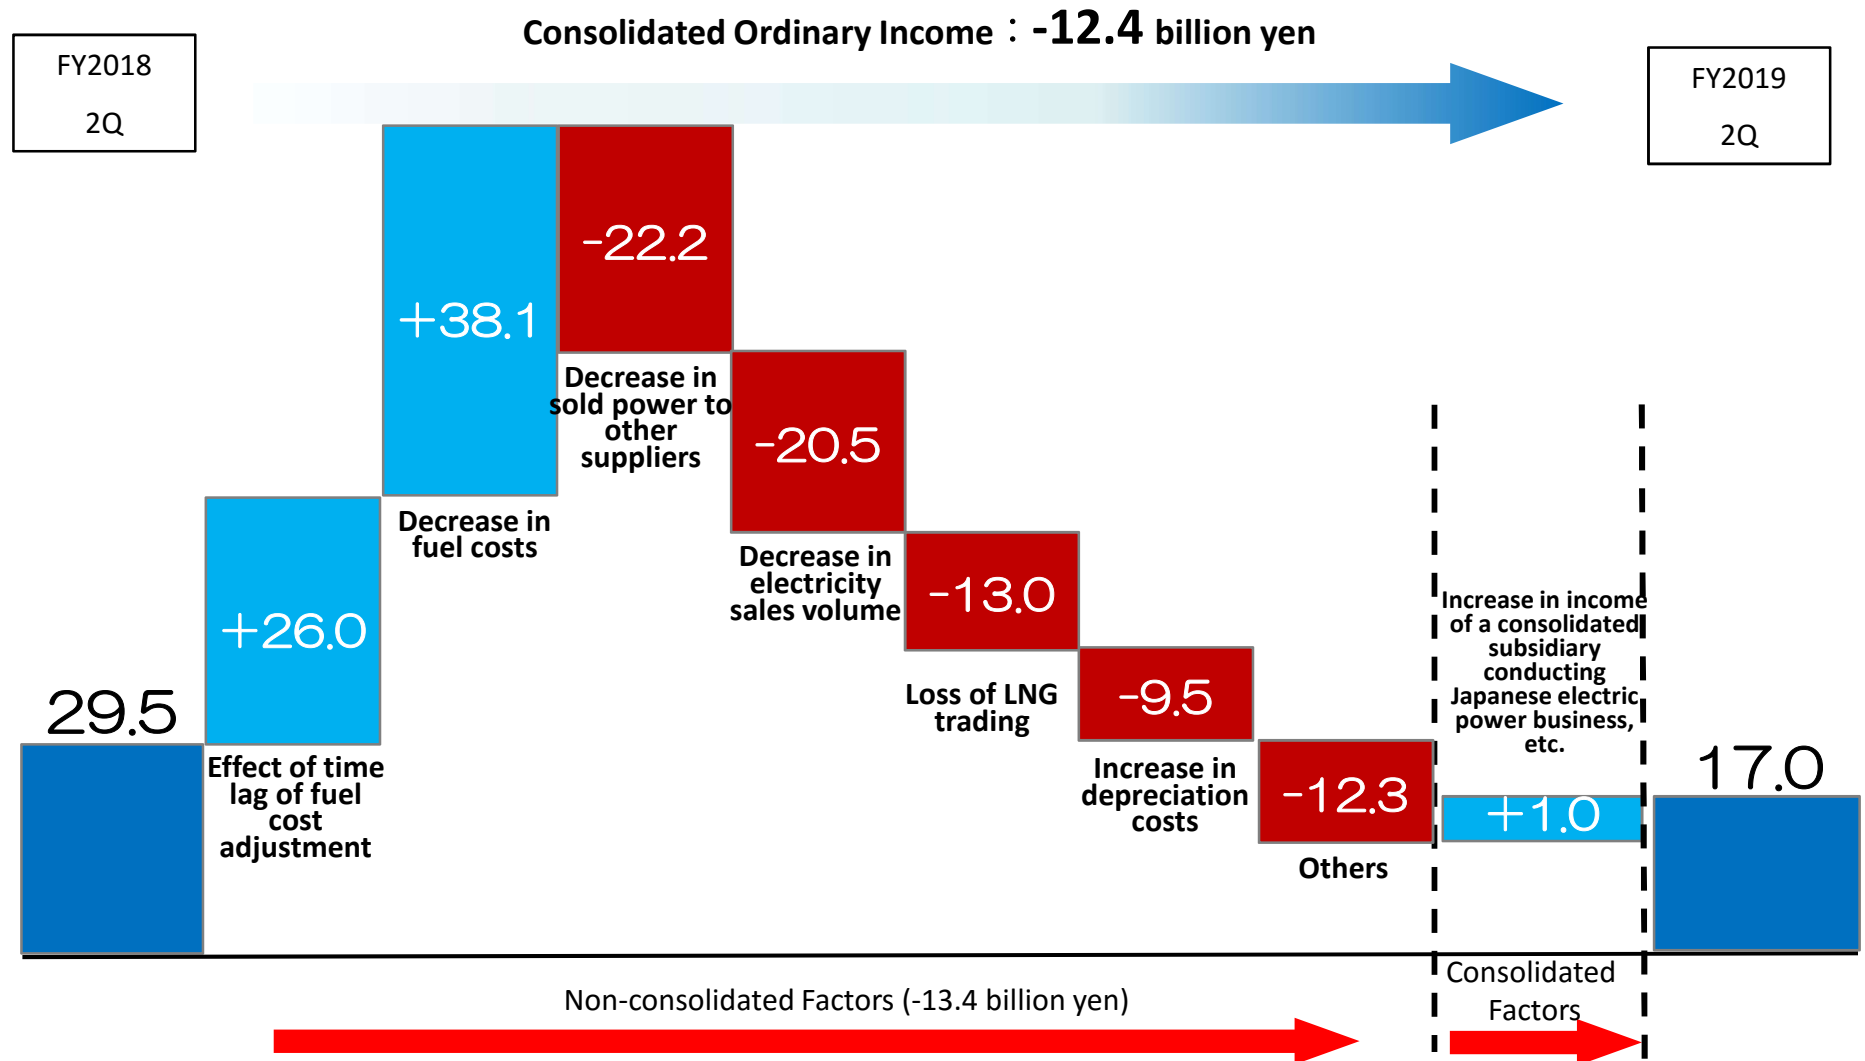 Consolidated Ordinary Income：-12.4 billion yen
FY2018
2Q
FY2019
2Q
29.5
+26.0
Effect of time
lag of fuel
cost
adjustment
+38.1
Decrease in
fuel costs
-22.2
Decrease in
sold power to
other
suppliers
-20.5
Decrease in
electricity
sales volume
-13.0
Loss of LNG
trading
-9.5
Increase in
depreciation
costs
-12.3
Others
Increase in income
of a consolidated
subsidiary
conducting
Japanese electric
power business,
etc.
+1.0
17.0
Non-consolidated Factors (-13.4 billion yen)
Consolidated
Factors